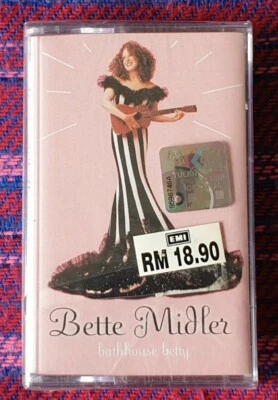 EMI
RM 18.90
Bette Midler
bathhouse betty